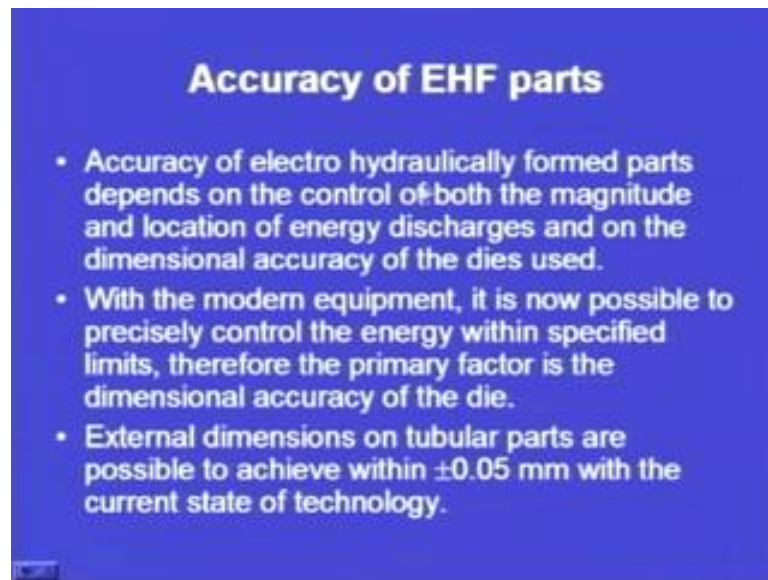 Accuracy of EHF parts
• Accuracy of electro hydraulically formed parts
depends on the control of both the magnitude
and location of energy discharges and on the
dimensional accuracy of the dies used.
• With the modern equipment, it is now possible to
precisely control the energy within specified
limits, therefore the primary factor is the
dimensional accuracy of the die.
• External dimensions on tubular parts are
possible to achieve within ±0.05 mm with the
current state of technology.